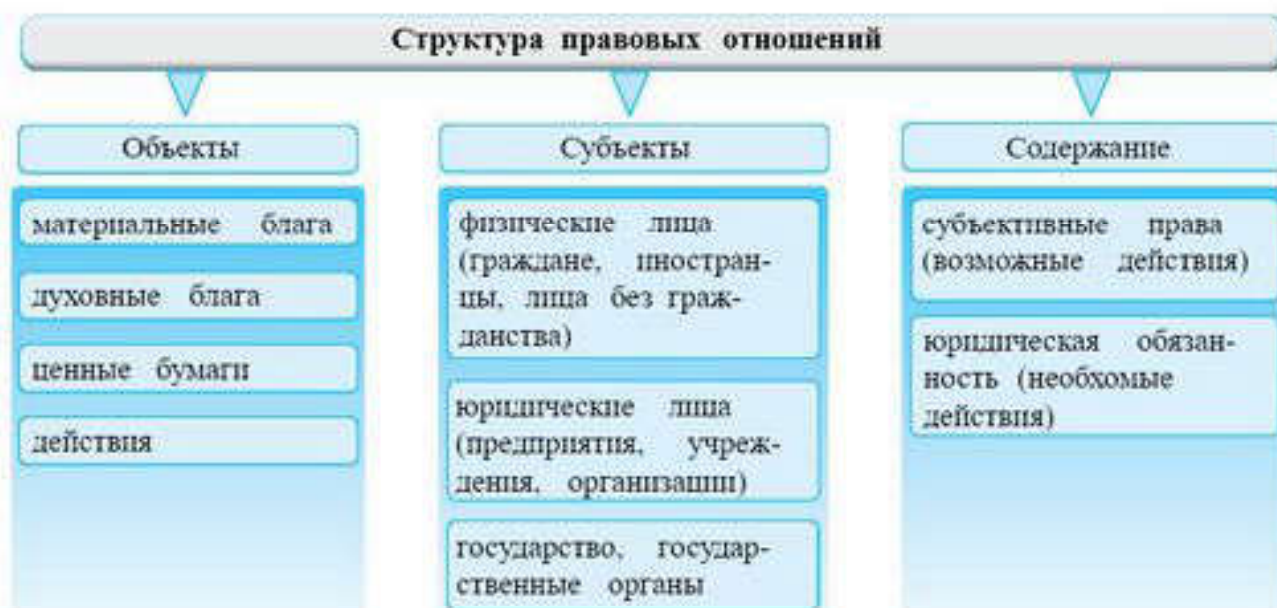 Структура правовых отношений
Объекты
материальные блага
духовные блага
ценные бумаги
действия
Субъекты
физические лица
(граждане, иностран-
цы, лица без граж-
данства)
юридические лица
(предприятия, учреж-
дения, организации)
государство, государ-
ственные органы
Содержание
субъективные права
(возможные действия)
юридическая обязан-
ность (необхомые
действия)